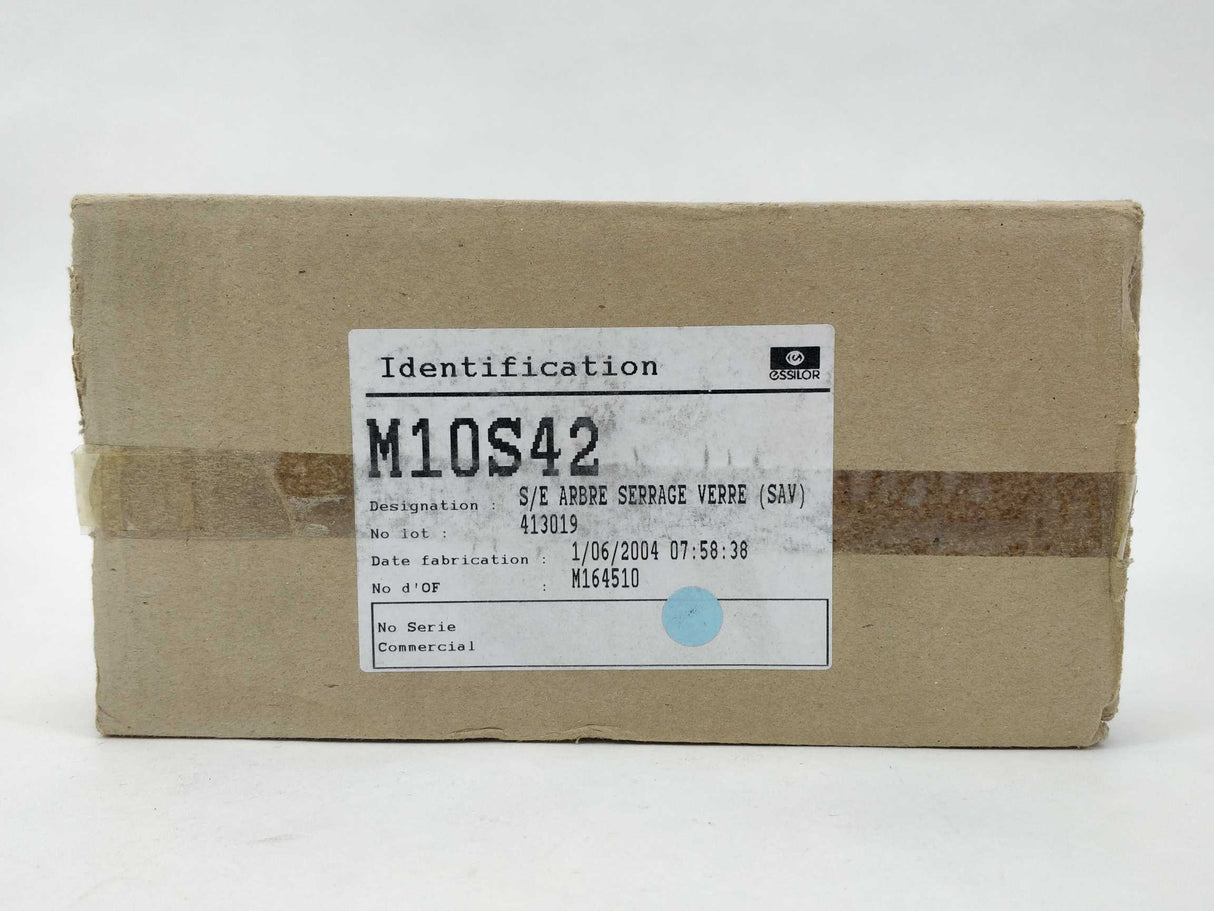 Identification
essilor
M10S42
Designation : S/E ARBRE SERRAGE VERRE (SAV)
No lot : 413019
Date fabrication : 1/06/2004 07:58:38
No d'OF : M164510
No Serie
Commercial